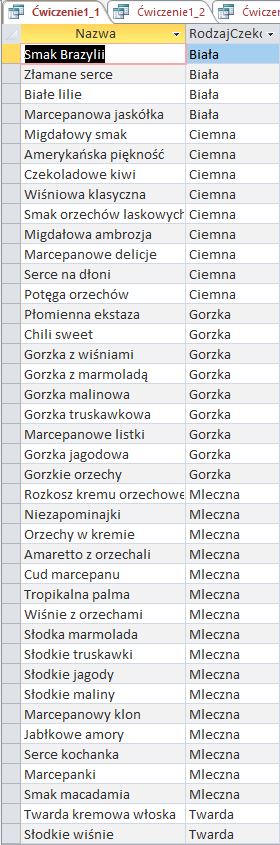 Ćwiczenie1_1 Ćwiczenie1_2 Ćwiczen
Nazwa RodzajCzeko
Smak Brazylii Biała
Złamane serce Biała
Białe lilie Biała
Marcepanowa jaskółka Biała
Migdałowy smak Ciemna
Amerykańska piękność Ciemna
Czekoladowe kiwi Ciemna
Wiśniowa klasyczna Ciemna
Smak orzechów laskowych Ciemna
Migdałowa ambrozja Ciemna
Marcepanowe delicje Ciemna
Serce na dłoni Ciemna
Potęga orzechów Ciemna
Płomienna ekstaza Gorzka
Chili sweet Gorzka
Gorzka z wiśniami Gorzka
Gorzka z marmoladą Gorzka
Gorzka malinowa Gorzka
Gorzka truskawkowa Gorzka
Marcepanowe listki Gorzka
Gorzka jagodowa Gorzka
Gorzkie orzechy Gorzka
Rozkosz kremu orzechowe Mleczna
Niezapominajki Mleczna
Orzechy w kremie Mleczna
Amaretto z orzechali Mleczna
Cud marcepanu Mleczna
Tropikalna palma Mleczna
Wiśnie z orzechami Mleczna
Słodka marmolada Mleczna
Słodkie truskawki Mleczna
Słodkie jagody Mleczna
Słodkie maliny Mleczna
Marcepanowy klon Mleczna
Jabłkowe amory Mleczna
Serce kochanka Mleczna
Marcepanki Mleczna
Smak macadamia Mleczna
Twarda kremowa włoska Twarda
Słodkie wiśnie Twarda